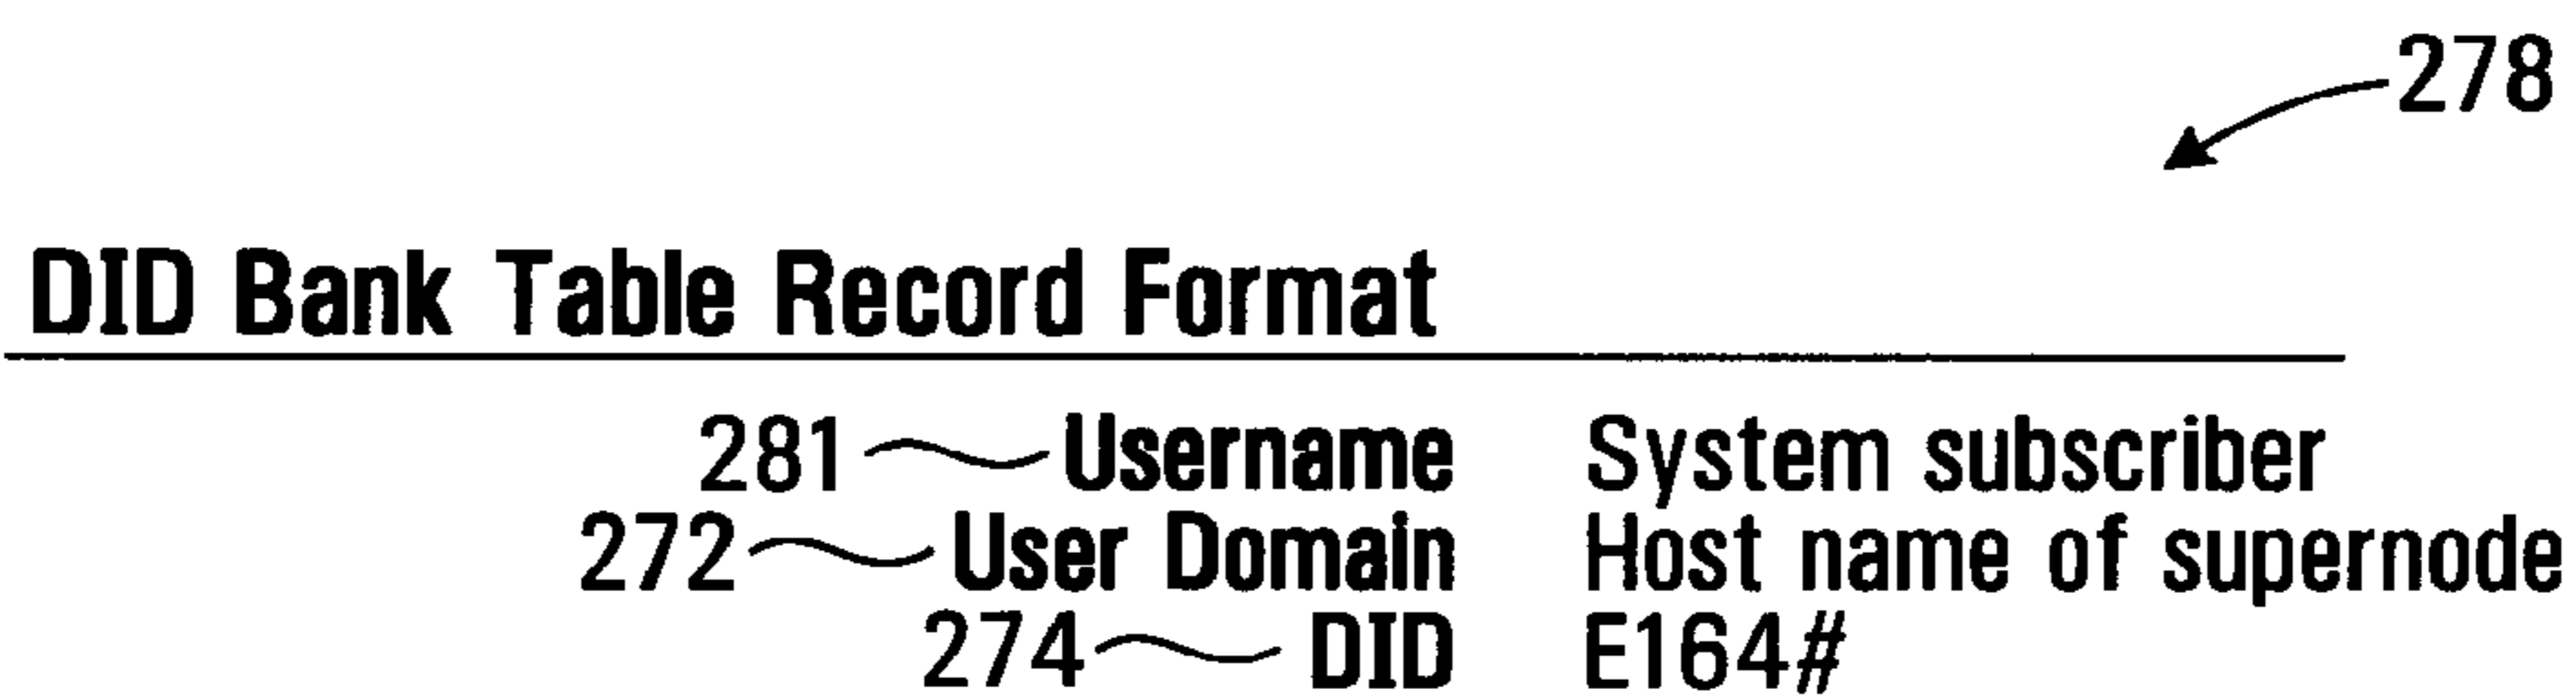 278
DID Bank Table Record Format
281 Username System subscriber
272 User Domain Host name of supernode
274 DID E164#